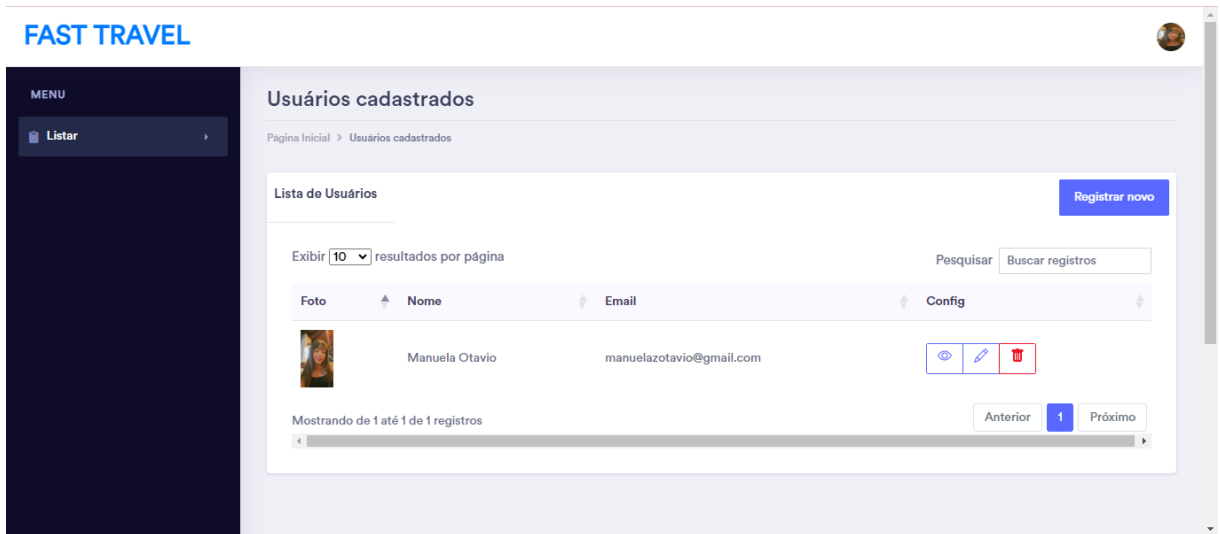 FAST TRAVEL
MENU
Listar
Usuários cadastrados
Página Inicial > Usuários cadastrados
Lista de Usuários
Registrar novo
Exibir 10 resultados por página
Pesquisar Buscar registros
Foto Nome Email Config
Manuela Otavio manuelazotavio@gmail.com
Mostrando de 1 até 1 de 1 registros
Anterior 1 Próximo